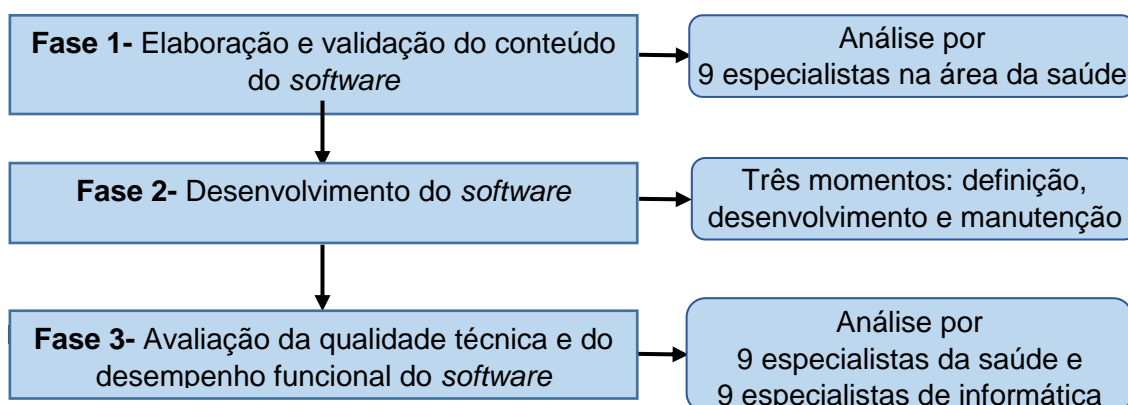 Fase 1- Elaboração e validação do conteúdo
do software
Análise por
9 especialistas na área da saúde
Fase 2- Desenvolvimento do software
Três momentos: definição,
desenvolvimento e manutenção
Fase 3- Avaliação da qualidade técnica e do
desempenho funcional do software
Análise por
9 especialistas da saúde e
9 especialistas de informática